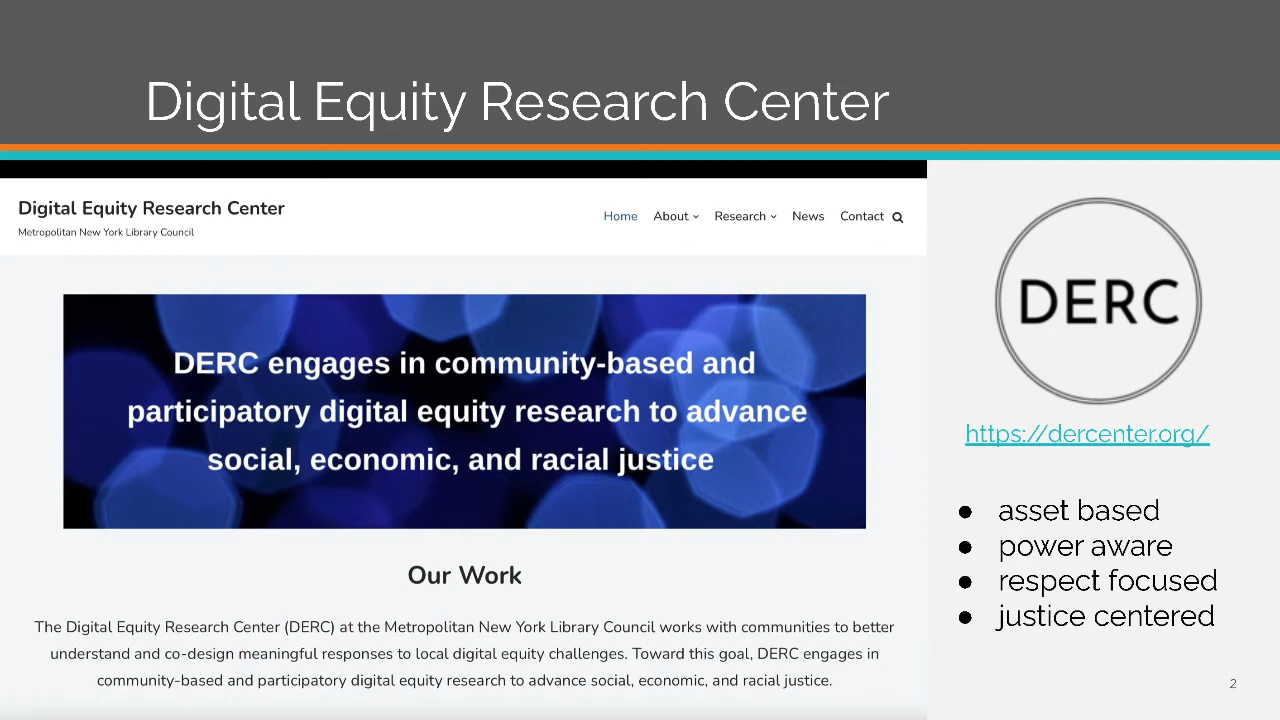 Digital Equity Research Center
Digital Equity Research Center
Metropolitan New York Library Council
Home About Research News Contact
DERC engages in community-based and
participatory digital equity research to advance
social, economic, and racial justice
Our Work
The Digital Equity Research Center (DERC) at the Metropolitan New York Library Council works with communities to better
understand and co-design meaningful responses to local digital equity challenges. Toward this goal, DERC engages in
community-based and participatory digital equity research to advance social, economic, and racial justice.
DERC
https://dercenter.org/
● asset based
● power aware
● respect focused
● justice centered
2